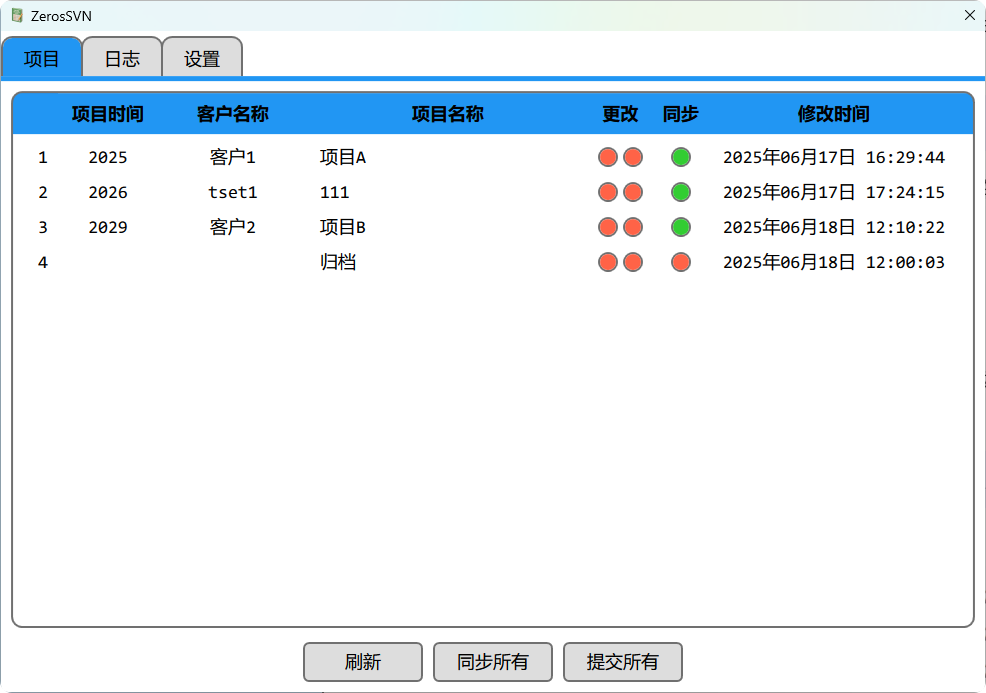 ZerosSVN
项目 日志 设置
项目时间 客户名称 项目名称 更改 同步 修改时间
1 2025 客户1 项目A 2025年06月17日 16:29:44
2 2026 tset1 111 2025年06月17日 17:24:15
3 2029 客户2 项目B 2025年06月18日 12:10:22
4 归档 2025年06月18日 12:00:03
刷新 同步所有 提交所有